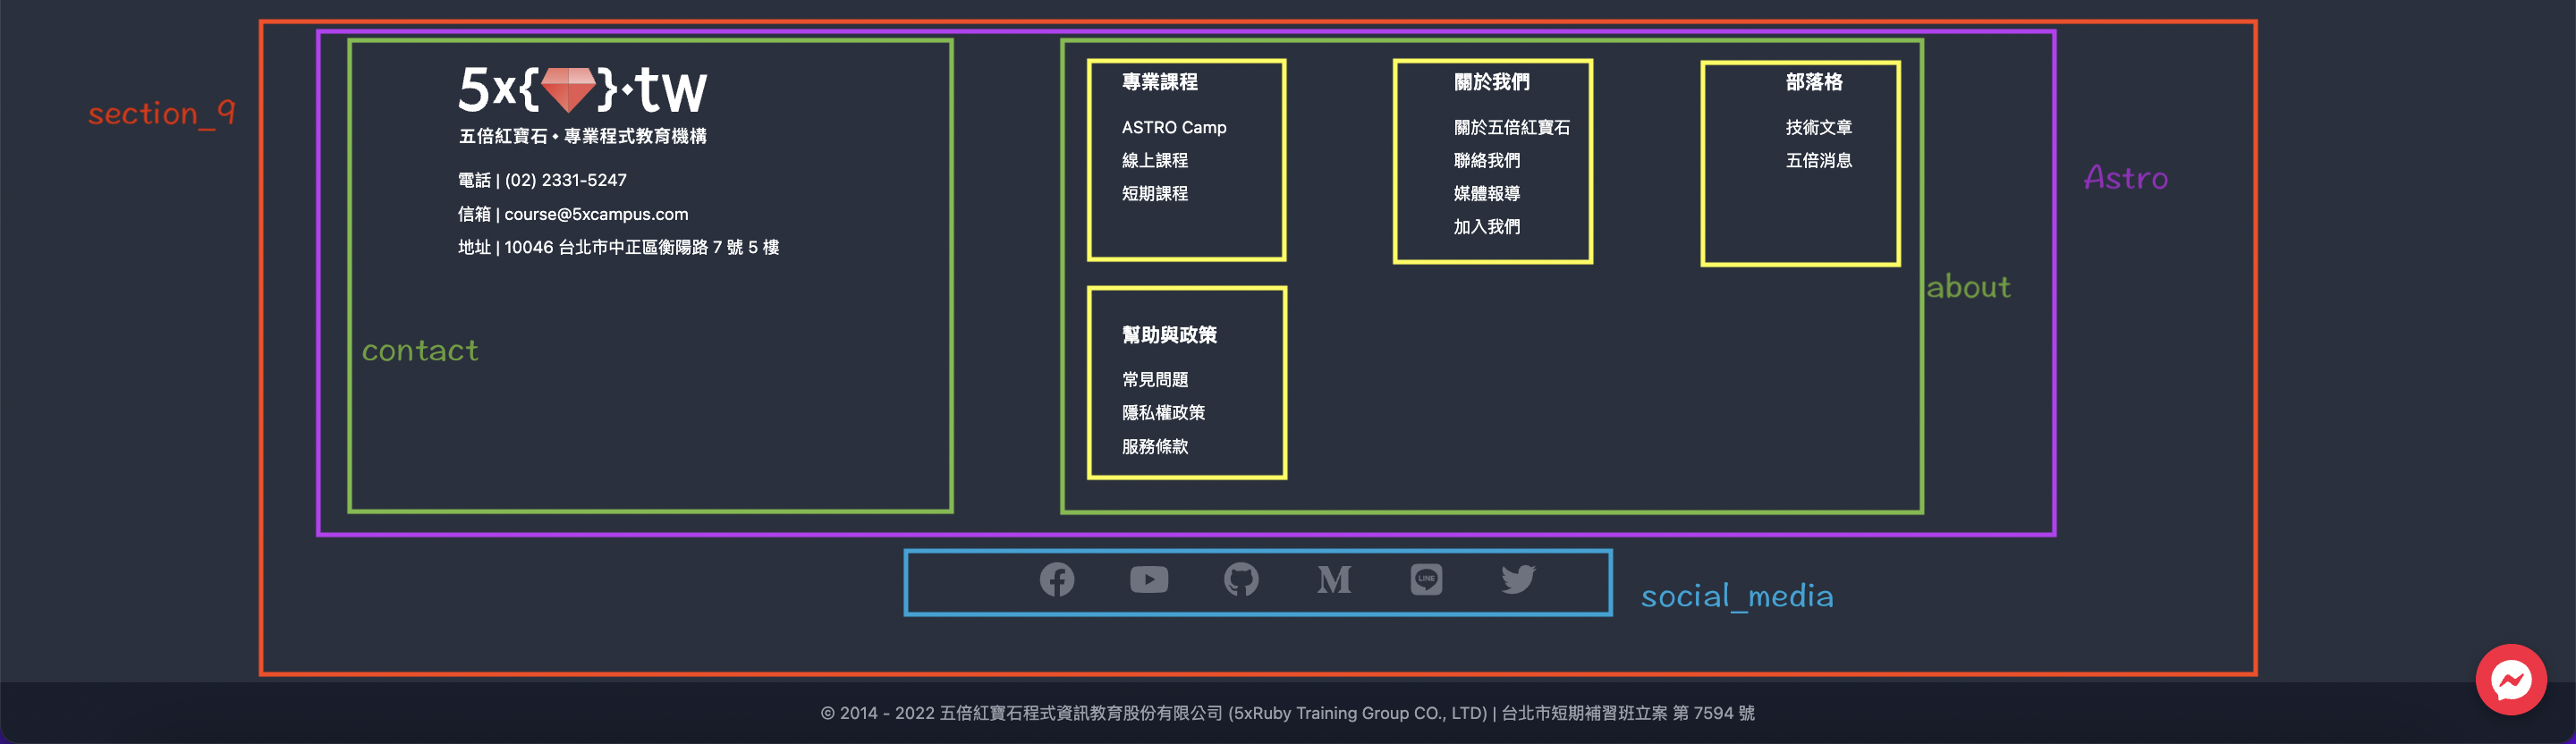 section_9
5x{}·tw
五倍紅寶石·專業程式教育機構
電話 | (02) 2331-5247
信箱 | course@5xcampus.com
地址 | 10046 台北市中正區衡陽路 7 號 5 樓
contact
專業課程
ASTRO Camp
線上課程
短期課程
關於我們
關於五倍紅寶石
聯絡我們
媒體報導
加入我們
部落格
技術文章
五倍消息
幫助與政策
常見問題
隱私權政策
服務條款
about
Astro
M
LINE
social_media
© 2014 - 2022 五倍紅寶石程式資訊教育股份有限公司 (5xRuby Training Group CO., LTD) | 台北市短期補習班立案 第 7594 號